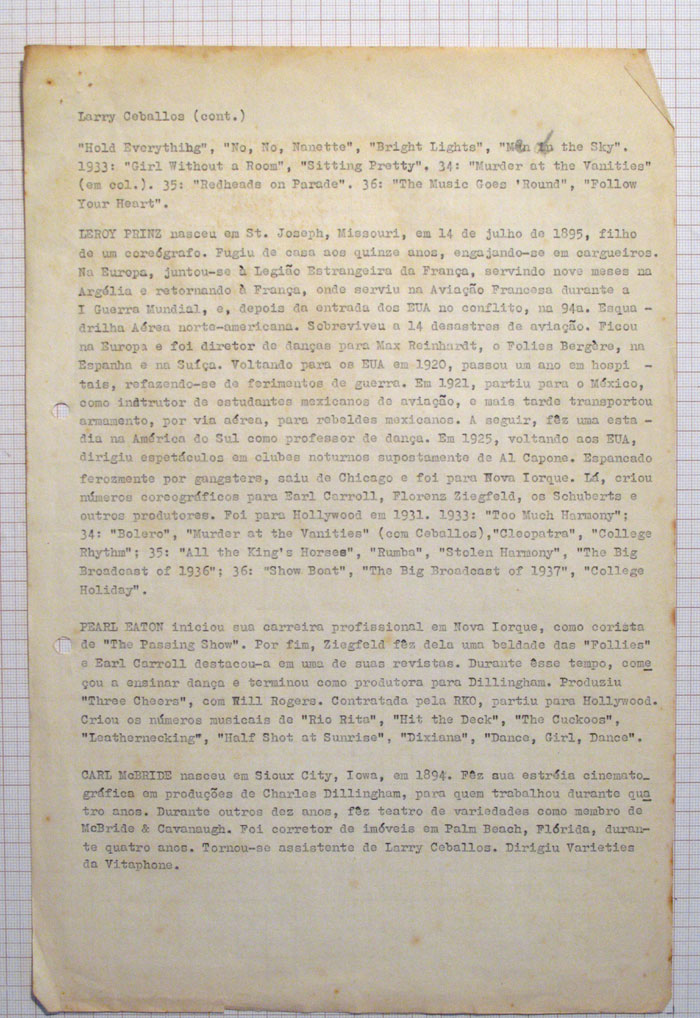 Larry Ceballos (cont.)
"Hold Everything", "No, No, Nanette", "Bright Lights", "Men in the Sky".
1933: "Girl Without a Room", "Sitting Pretty". 34: "Murder at the Vanities"
(em col.). 35: "Redheads on Parade". 36: "The Music Goes 'Round", "Follow
Your Heart".
LEROY PRINZ nasceu em St. Joseph, Missouri, em 14 de julho de 1895, filho
de um coreógrafo. Fugiu de casa aos quinze anos, engajando-se em cargueiros.
Na Europa, juntou-se à Legião Estrangeira da França, servindo nove meses na
Argélia e retornando à França, onde serviu na Aviação Francesa durante a
I Guerra Mundial, e, depois da entrada dos EUA no conflito, na 94a. Esqua -
drilha Aérea norte-americana. Sobreviveu a 14 desastres de aviação. Ficou
na Europa e foi diretor de danças para Max Reinhardt, o Folies Bergère, na
Espanha e na Suíça. Voltando para os EUA em 1920, passou um ano em hospi -
tais, refazendo-se de ferimentos de guerra. Em 1921, partiu para o México,
como instrutor de estudantes mexicanos de aviação, e mais tarde transportou
armamento, por via aérea, para rebeldes mexicanos. A seguir, fêz uma esta -
dia na América do Sul como professor de dança. Em 1925, voltando aos EUA,
dirigiu espetáculos em clubes noturnos supostamente de Al Capone. Espancado
ferozmente por gangsters, saiu de Chicago e foi para Nova Iorque. Lá, criou
números coreográficos para Earl Carroll, Florenz Ziegfeld, os Schuberts e
outros produtores. Foi para Hollywood em 1931. 1933: "Too Much Harmony";
34: "Bolero", "Murder at the Vanities" (com Ceballos),"Cleopatra", "College
Rhythm"; 35: "All the King's Horses", "Rumba", "Stolen Harmony", "The Big
Broadcast of 1936"; 36: "Show Boat", "The Big Broadcast of 1937", "College
Holiday".
PEARL EATON iniciou sua carreira profissional em Nova Iorque, como corista
de "The Passing Show". Por fim, Ziegfeld fêz dela uma beldade das "Follies"
e Earl Carroll destacou-a em uma de suas revistas. Durante êsse tempo, come
çou a ensinar dança e terminou como produtora para Dillingham. Produziu
"Three Cheers", com Will Rogers. Contratada pela RKO, partiu para Hollywood.
Criou os números musicais de "Rio Rita", "Hit the Deck", "The Cuckoos",
"Leathernecking", "Half Shot at Sunrise", "Dixiana", "Dance, Girl, Dance".
CARL McBRIDE nasceu em Sioux City, Iowa, em 1894. Fêz sua estréia cinemato_
gráfica em produções de Charles Dillingham, para quem trabalhou durante qua
tro anos. Durante outros dez anos, fêz teatro de variedades como membro de
McBride & Cavanaugh. Foi corretor de imóveis em Palm Beach, Flórida, duran-
te quatro anos. Tornou-se assistente de Larry Ceballos. Dirigiu Varieties
da Vitaphone.